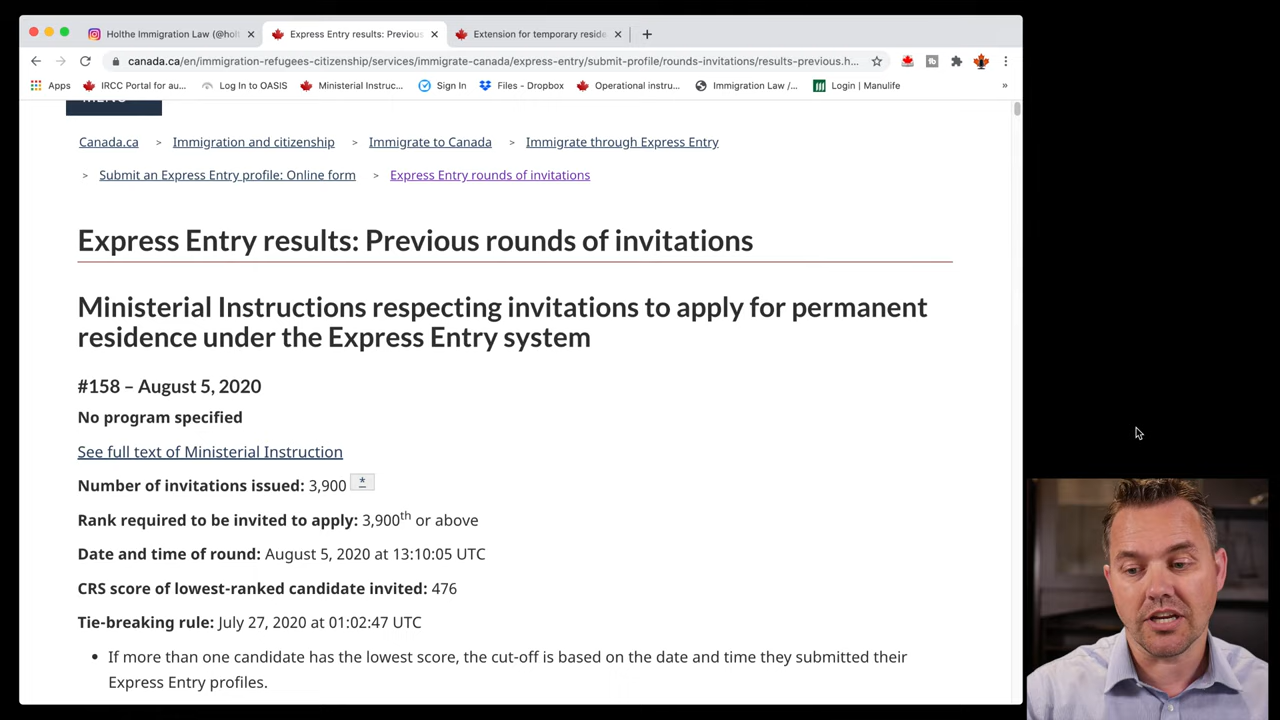 Holthe Immigration Law (@holt
Express Entry results: Previous
Extension for temporary reside
canada.ca/en/immigration-refugees-citizenship/services/immigrate-canada/express-entry/submit-profile/rounds-invitations/results-previous.h...
Apps
IRCC Portal for au...
Log In to OASIS
Ministerial Instruc...
Sign In
Files - Dropbox
Operational instru...
Immigration Law /...
Login | Manulife
»
Canada.ca > Immigration and citizenship > Immigrate to Canada > Immigrate through Express Entry
> Submit an Express Entry profile: Online form > Express Entry rounds of invitations
Express Entry results: Previous rounds of invitations
Ministerial Instructions respecting invitations to apply for permanent
residence under the Express Entry system
#158 – August 5, 2020
No program specified
See full text of Ministerial Instruction
Number of invitations issued: 3,900 *
Rank required to be invited to apply: 3,900th or above
Date and time of round: August 5, 2020 at 13:10:05 UTC
CRS score of lowest-ranked candidate invited: 476
Tie-breaking rule: July 27, 2020 at 01:02:47 UTC
• If more than one candidate has the lowest score, the cut-off is based on the date and time they submitted their
Express Entry profiles.